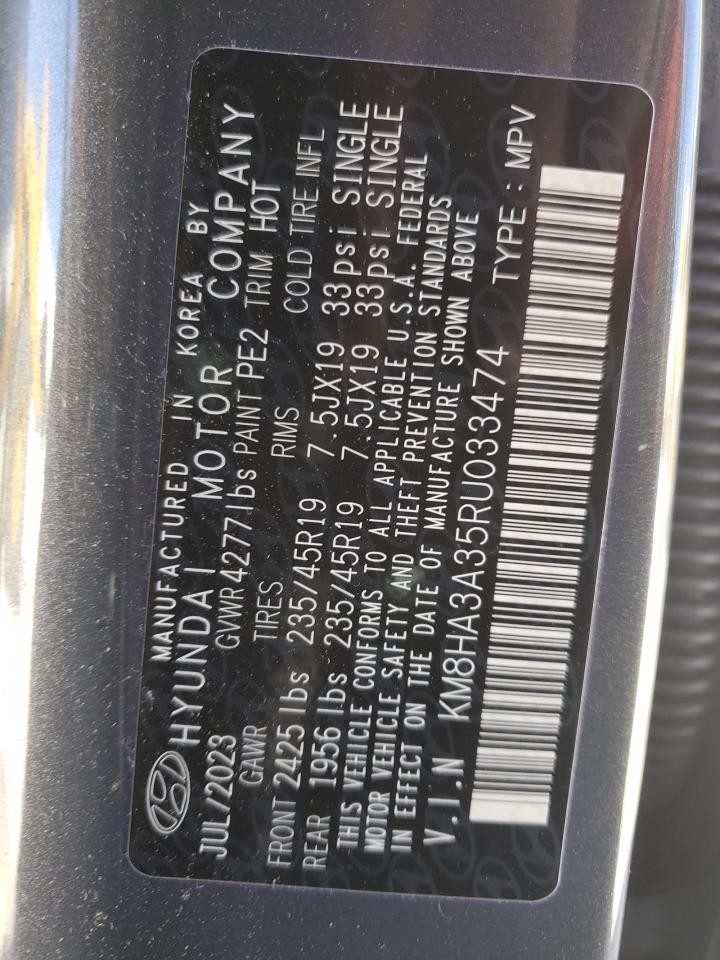 MANUFACTURED IN KOREA BY
HYUNDAI MOTOR COMPANY
JUL/2023 GVWR 4277lbs PAINT PE2 TRIM HOT
GAWR TIRES RIMS COLD TIRE INFL
FRONT 2425lbs 235/45R19 7.5JX19 33psi SINGLE
REAR 1956lbs 235/45R19 7.5JX19 33psi SINGLE
THIS VEHICLE CONFORMS TO ALL APPLICABLE U.S.A. FEDERAL
MOTOR VEHICLE SAFETY AND THEFT PREVENTION STANDARDS
IN EFFECT ON THE DATE OF MANUFACTURE SHOWN ABOVE
V.I.N KM8HA3A35RU033474 TYPE : MPV